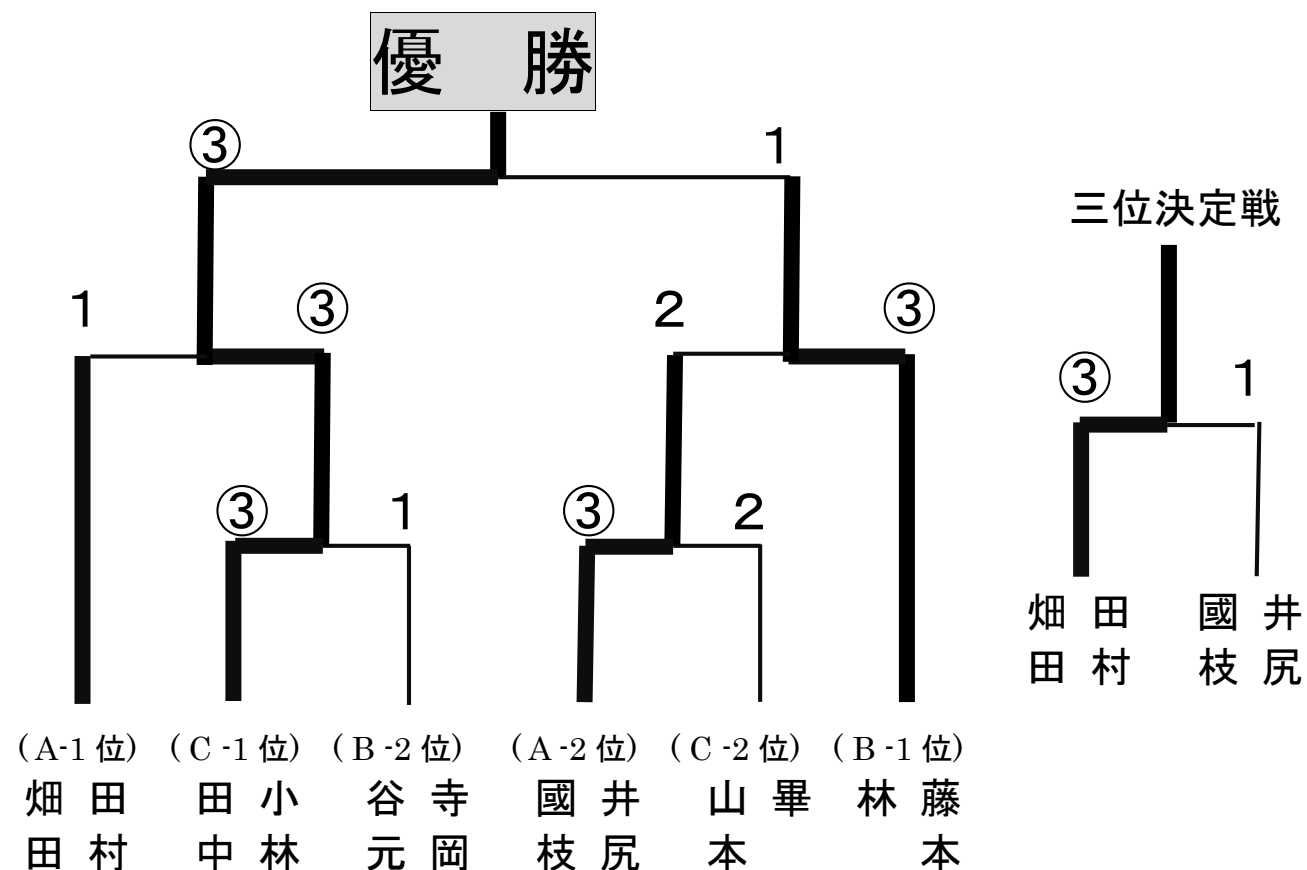 優 勝
③ 1
三位決定戦
1 ③ 2 ③
③ 1
③ 1 ③ 2
畑 田 國 井
田 村 枝 尻
(A-1 位) (C-1 位) (B-2 位) (A-2 位) (C-2 位) (B-1 位)
畑 田 田 小 谷 寺 國 井 山 畢 林 藤
田 村 中 林 元 岡 枝 尻 本 本